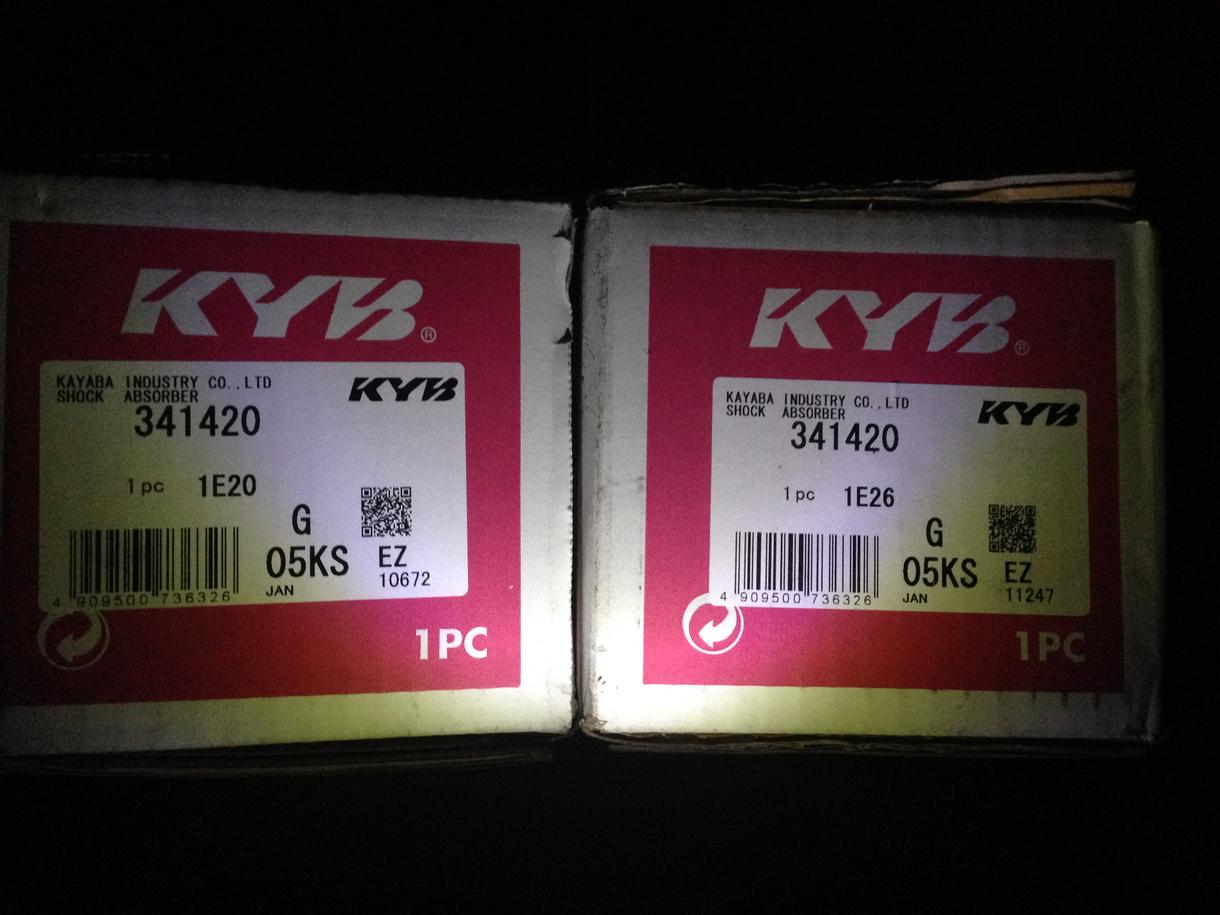 KYB®
KAYABA INDUSTRY CO.,LTD KYB
SHOCK ABSORBER
341420
1 pc 1E20
G
05KS EZ
JAN 10672
4 909500 736326
1PC
KYB®
KAYABA INDUSTRY CO.,LTD KYB
SHOCK ABSORBER
341420
1 pc 1E26
G
05KS EZ
JAN 11247
4 909500 736326
1PC